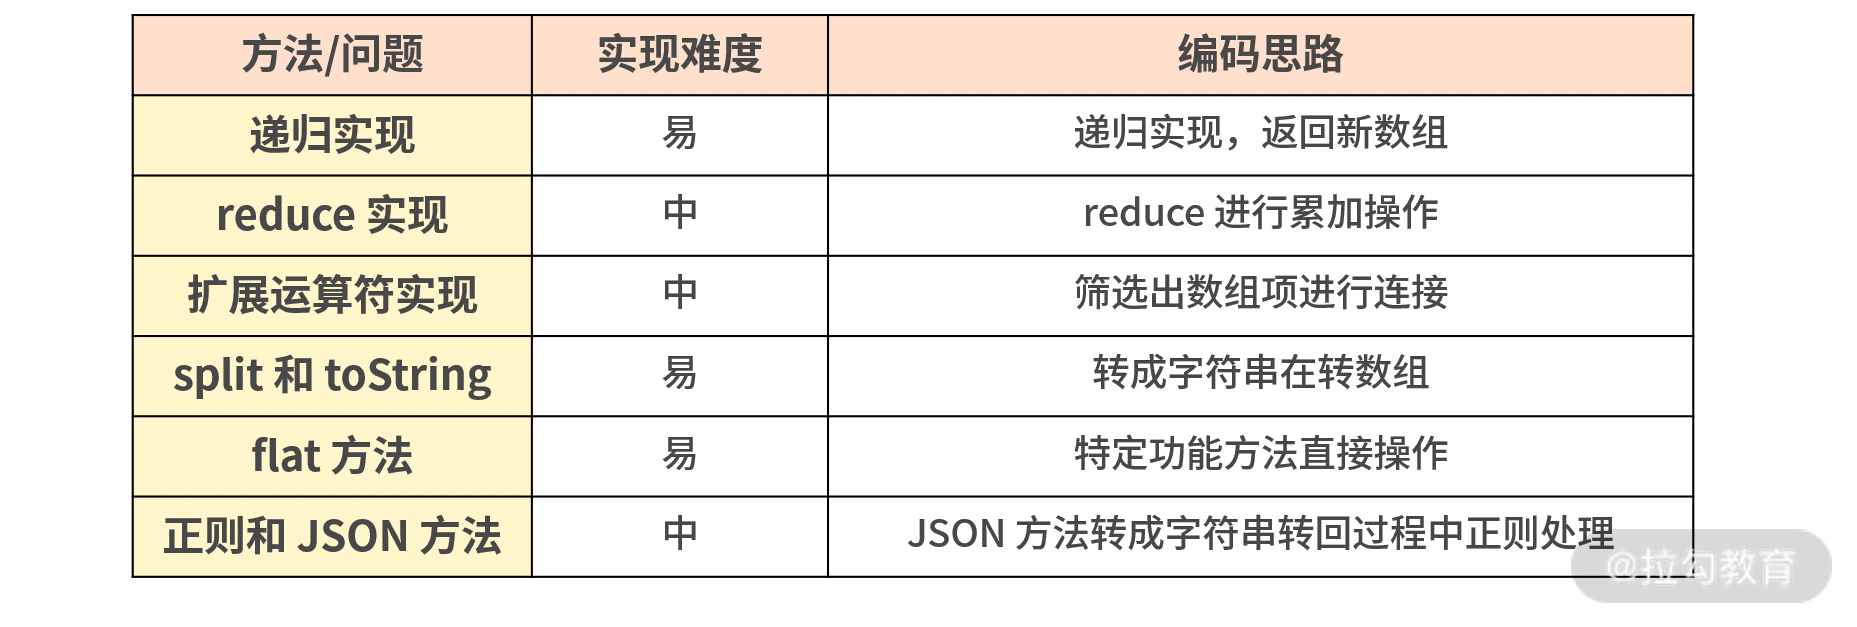 方法/问题 实现难度 编码思路
递归实现 易 递归实现，返回新数组
reduce 实现 中 reduce 进行累加操作
扩展运算符实现 中 筛选出数组项进行连接
split 和 toString 易 转成字符串在转数组
flat 方法 易 特定功能方法直接操作
正则和 JSON 方法 中 JSON 方法转成字符串转回过程中正则处理
@拉勾教育